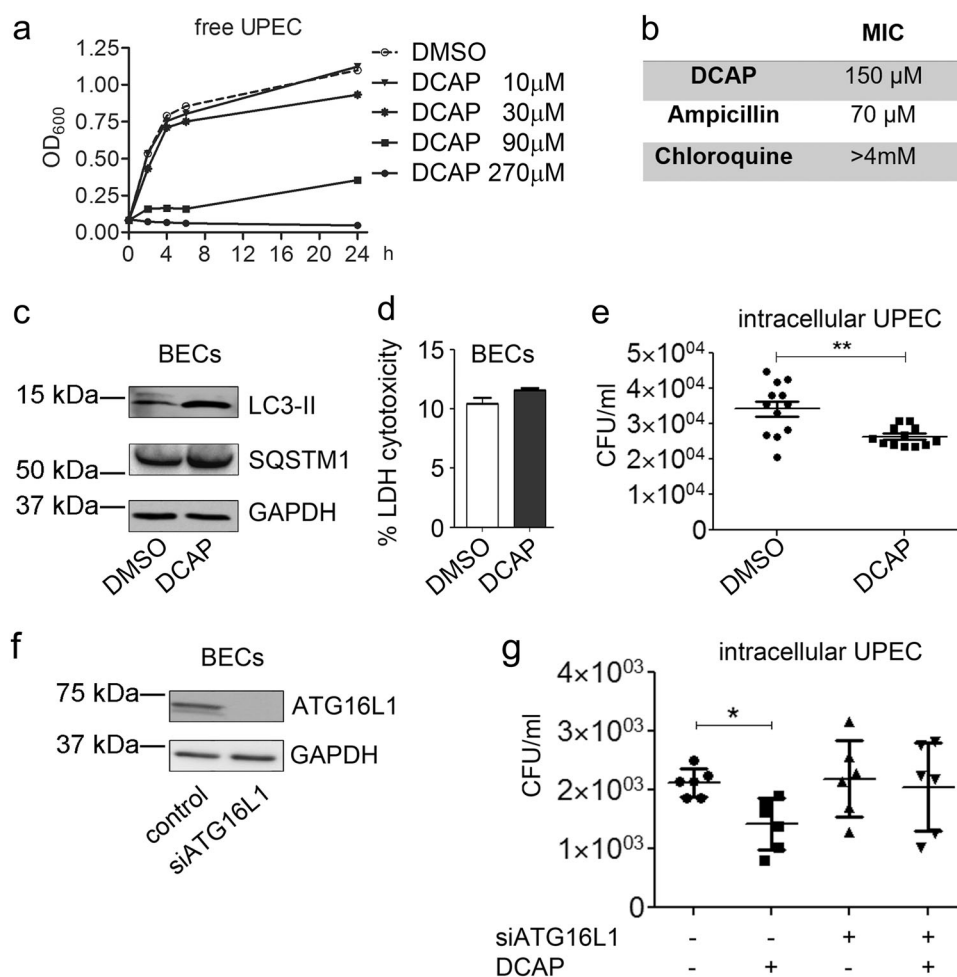 a
free UPEC
OD600
1.25
1.00
0.75
0.50
0.25
0.00
0 4 8 12 16 20 24 h
DMSO
DCAP 10μM
DCAP 30μM
DCAP 90μM
DCAP 270μM
b
MIC
DCAP 150 μM
Ampicillin 70 μM
Chloroquine >4mM
c
BECs
15 kDa
LC3-II
50 kDa
SQSTM1
37 kDa
GAPDH
DMSO
DCAP
d
BECs
% LDH cytotoxicity
15
10
5
0
DMSO
DCAP
e
intracellular UPEC
**
CFU/ml
5×10^04
4×10^04
3×10^04
2×10^04
1×10^04
0
DMSO
DCAP
f
BECs
75 kDa
ATG16L1
37 kDa
GAPDH
control
siATG16L1
g
intracellular UPEC
*
CFU/ml
4×10^03
3×10^03
2×10^03
1×10^03
0
siATG16L1 - - + +
DCAP - + - +